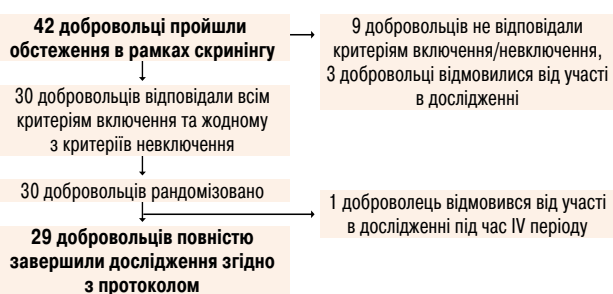 42 добровольці пройшли
обстеження в рамках скринінгу
9 добровольців не відповідали
критеріям включення/невключення,
3 добровольці відмовилися від участі
в дослідженні
30 добровольців відповідали всім
критеріям включення та жодному
з критеріїв невключення
30 добровольців рандомізовано
1 доброволець відмовився від участі
в дослідженні під час IV періоду
29 добровольців повністю
завершили дослідження згідно
з протоколом